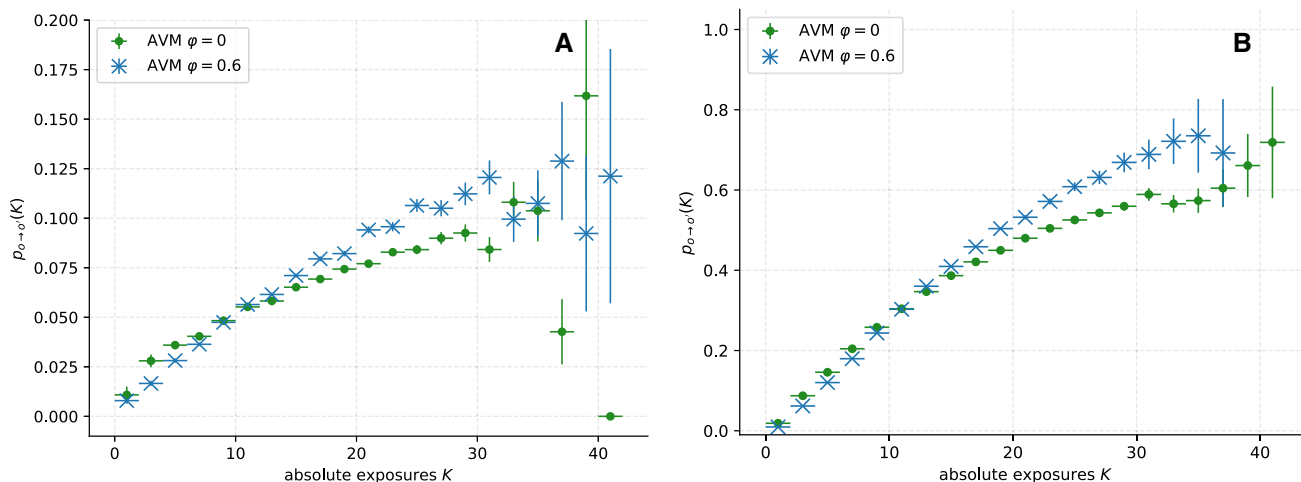 A
AVM φ = 0
AVM φ = 0.6
0.200
0.175
0.150
0.125
0.100
0.075
0.050
0.025
0.000
p_{o→o'}(K)
0 10 20 30 40
absolute exposures K
B
AVM φ = 0
AVM φ = 0.6
1.0
0.8
0.6
0.4
0.2
0.0
p_{o→o'}(K)
0 10 20 30 40
absolute exposures K